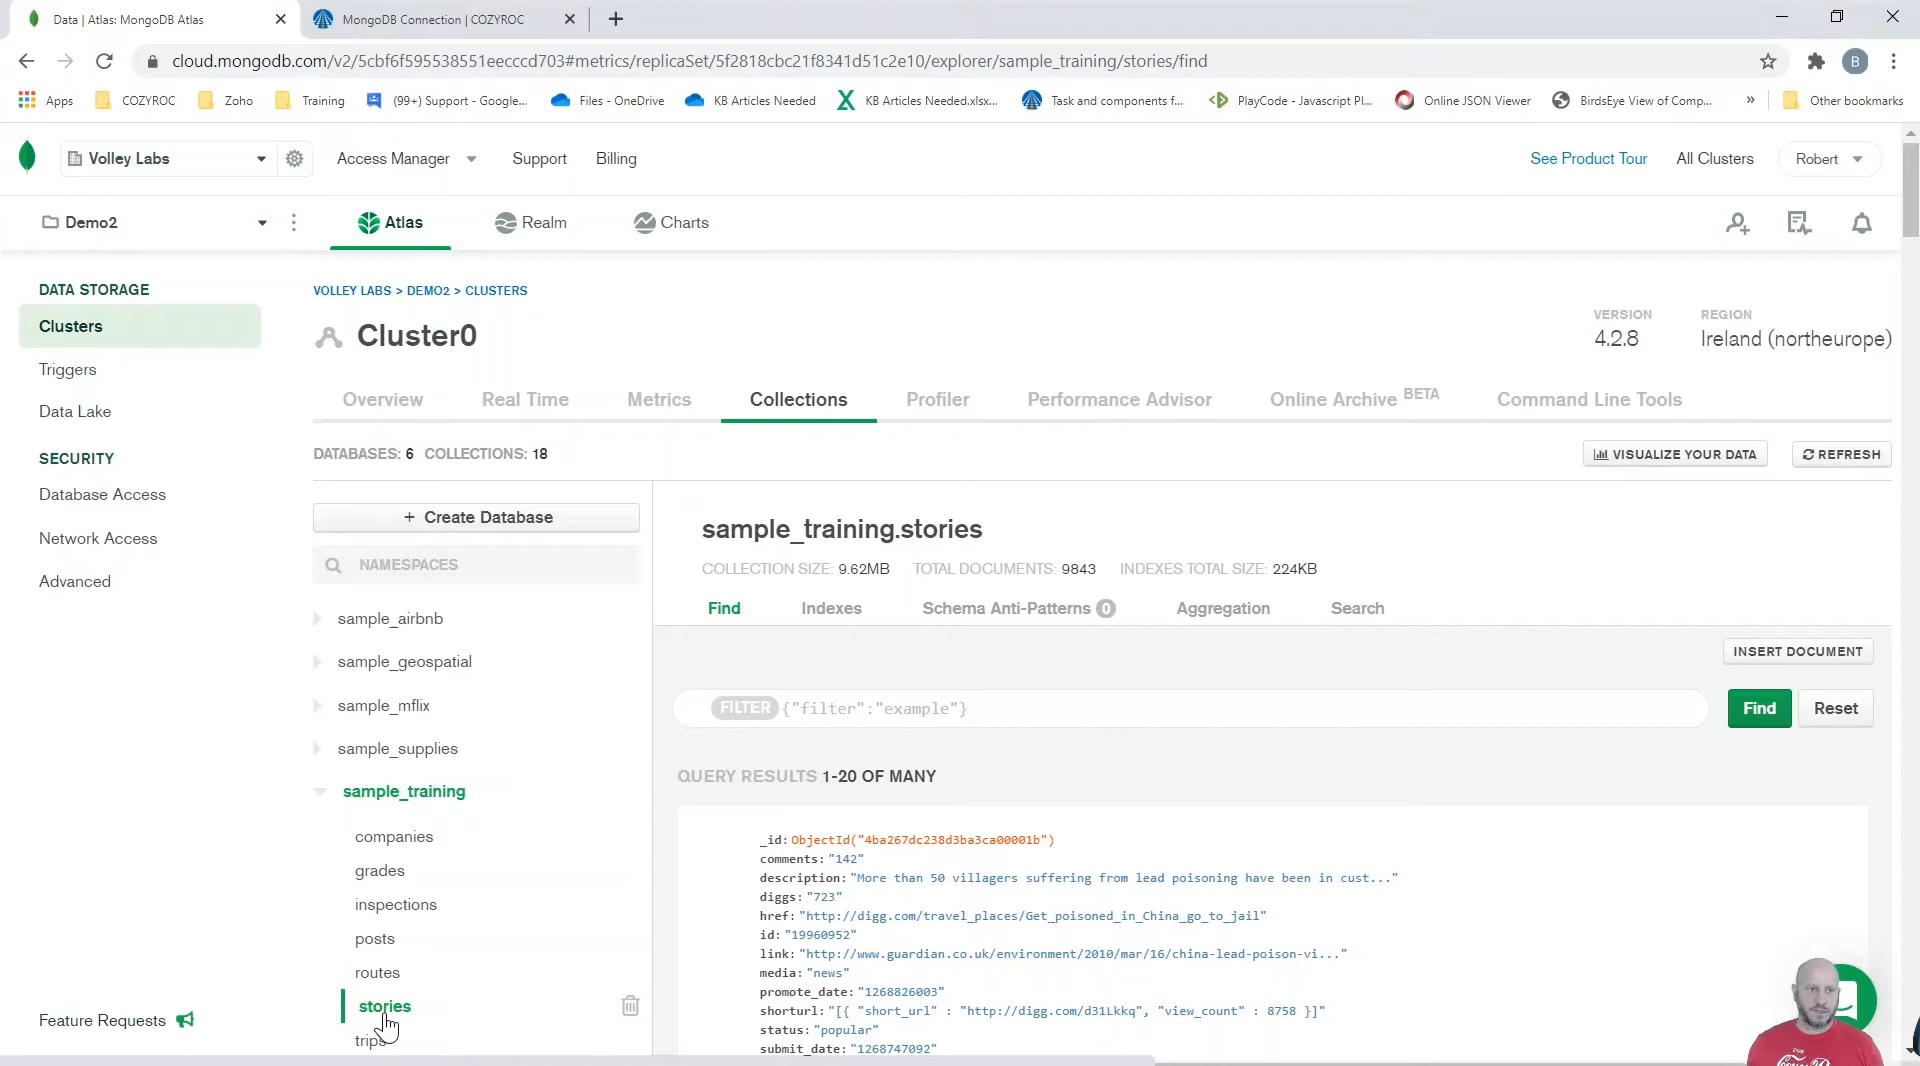 Data | Atlas: MongoDB Atlas
MongoDB Connection | COZYROC
cloud.mongodb.com/v2/5cbf6f595538551eecccd703#metrics/replicaSet/5f2818cbc21f8341d51c2e10/explorer/sample_training/stories/find
B
Apps
COZYROC
Zoho
Training
(99+) Support - Google...
Files - OneDrive
KB Articles Needed
KB Articles Needed.xlsx...
Task and components f...
PlayCode - Javascript Pl...
Online JSON Viewer
BirdsEye View of Comp...
»
Other bookmarks
Volley Labs
Access Manager
Support
Billing
See Product Tour
All Clusters
Robert
Demo2
Atlas
Realm
Charts
DATA STORAGE
Clusters
Triggers
Data Lake
SECURITY
Database Access
Network Access
Advanced
Feature Requests
VOLLEY LABS > DEMO2 > CLUSTERS
Cluster0
VERSION
4.2.8
REGION
Ireland (northeurope)
Overview
Real Time
Metrics
Collections
Profiler
Performance Advisor
Online Archive BETA
Command Line Tools
DATABASES: 6 COLLECTIONS: 18
VISUALIZE YOUR DATA
REFRESH
+ Create Database
NAMESPACES
sample_airbnb
sample_geospatial
sample_mflix
sample_supplies
sample_training
companies
grades
inspections
posts
routes
stories
trips
sample_training.stories
COLLECTION SIZE: 9.62MB TOTAL DOCUMENTS: 9843 INDEXES TOTAL SIZE: 224KB
Find
Indexes
Schema Anti-Patterns 0
Aggregation
Search
INSERT DOCUMENT
FILTER {"filter":"example"}
Find
Reset
QUERY RESULTS 1-20 OF MANY
_id: ObjectId("4ba267dc238d3ba3ca00001b")
comments: "142"
description: "More than 50 villagers suffering from lead poisoning have been in cust..."
diggs: "723"
href: "http://digg.com/travel_places/Get_poisoned_in_China_go_to_jail"
id: "19960952"
link: "http://www.guardian.co.uk/environment/2010/mar/16/china-lead-poison-vi..."
media: "news"
promote_date: "1268826003"
shorturl: "[{ "short_url" : "http://digg.com/d31Lkkq", "view_count" : 8758 }]"
status: "popular"
submit_date: "1268747092"
Coca-Cola